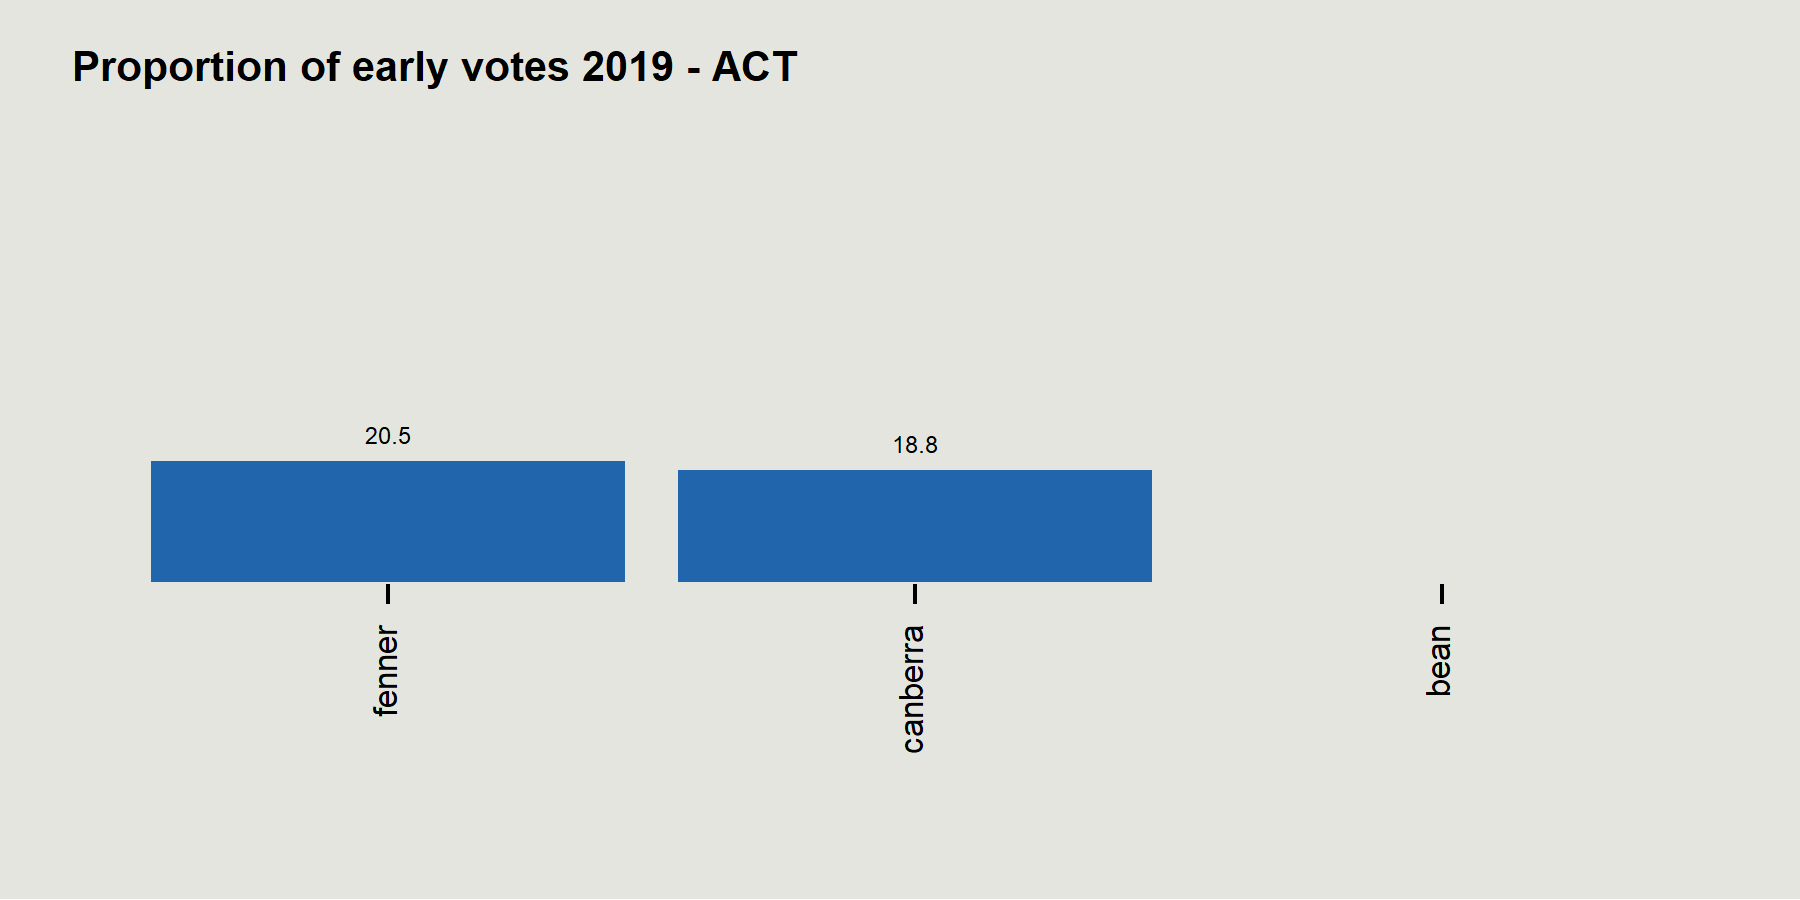 Proportion of early votes 2019 - ACT
20.5
18.8
fenner
canberra
bean